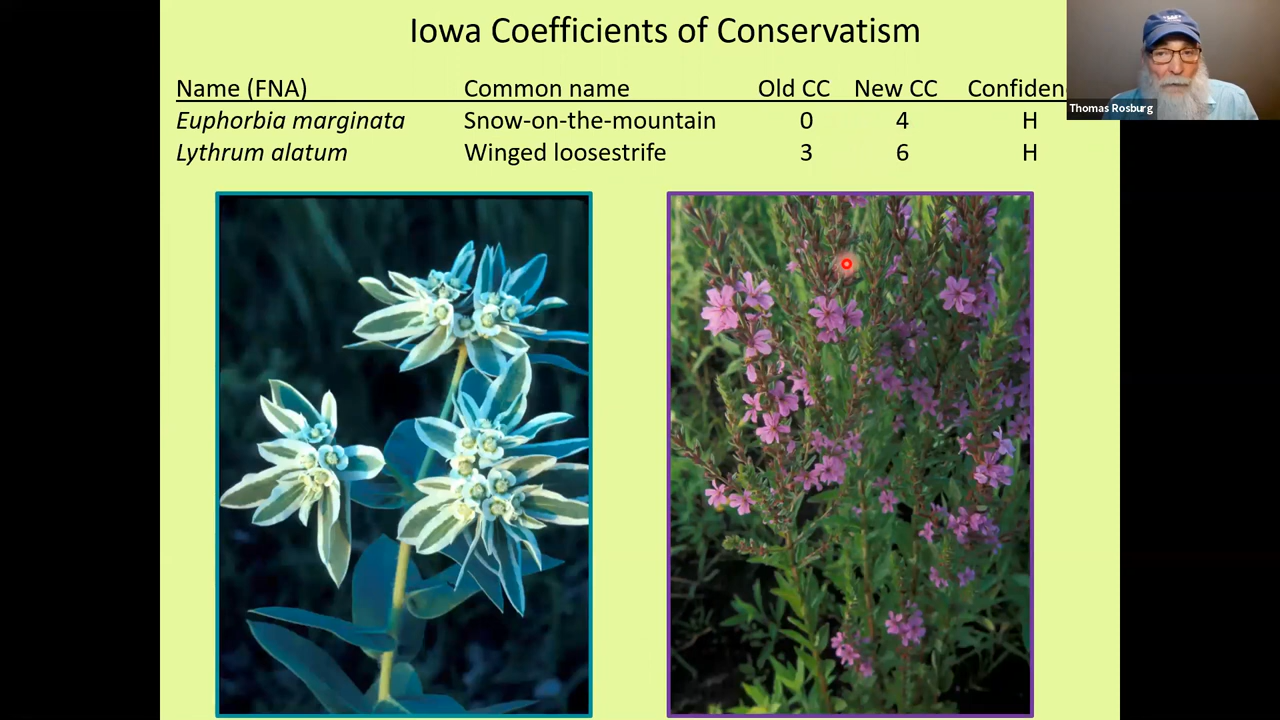 Iowa Coefficients of Conservatism
Name (FNA) Common name Old CC New CC Confiden
Thomas Rosburg
Euphorbia marginata Snow-on-the-mountain 0 4 H
Lythrum alatum Winged loosestrife 3 6 H